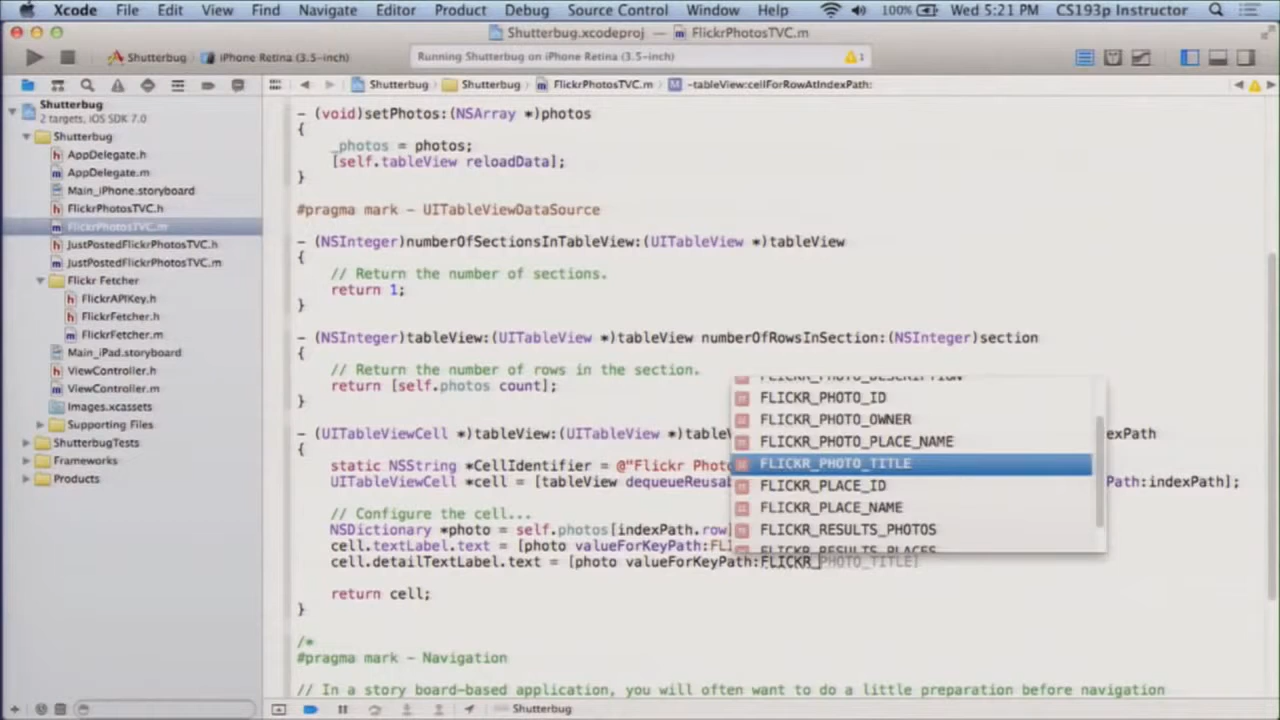 Xcode File Edit View Find Navigate Editor Product Debug Source Control Window Help 100% Wed 5:21 PM CS193p Instructor
Shutterbug.xcodeproj — FlickrPhotosTVC.m
Shutterbug iPhone Retina (3.5-inch) Running Shutterbug on iPhone Retina (3.5-inch) 1
Shutterbug Shutterbug FlickrPhotosTVC.m M -tableView:cellForRowAtIndexPath:
Shutterbug
2 targets, iOS SDK 7.0
Shutterbug
h AppDelegate.h
m AppDelegate.m
Main_iPhone.storyboard
h FlickrPhotosTVC.h
m FlickrPhotosTVC.m
h JustPostedFlickrPhotosTVC.h
m JustPostedFlickrPhotosTVC.m
Flickr Fetcher
h FlickrAPIKey.h
h FlickrFetcher.h
m FlickrFetcher.m
Main_iPad.storyboard
h ViewController.h
m ViewController.m
Images.xcassets
Supporting Files
ShutterbugTests
Frameworks
Products
- (void)setPhotos:(NSArray *)photos
{
_photos = photos;
[self.tableView reloadData];
}
#pragma mark - UITableViewDataSource
- (NSInteger)numberOfSectionsInTableView:(UITableView *)tableView
{
// Return the number of sections.
return 1;
}
- (NSInteger)tableView:(UITableView *)tableView numberOfRowsInSection:(NSInteger)section
{
// Return the number of rows in the section.
return [self.photos count];
}
- (UITableViewCell *)tableView:(UITableView *)tablev exPath
{
static NSString *CellIdentifier = @"Flickr Photo
UITableViewCell *cell = [tableView dequeueReusab Path:indexPath];
// Configure the cell...
NSDictionary *photo = self.photos[indexPath.row]
cell.textLabel.text = [photo valueForKeyPath:FLI
cell.detailTextLabel.text = [photo valueForKeyPath:FLICKR_PHOTO_TITLE]
return cell;
}
/*
#pragma mark - Navigation
// In a story board-based application, you will often want to do a little preparation before navigation
FLICKR_PHOTO_DESCRIPTION
FLICKR_PHOTO_ID
FLICKR_PHOTO_OWNER
FLICKR_PHOTO_PLACE_NAME
FLICKR_PHOTO_TITLE
FLICKR_PLACE_ID
FLICKR_PLACE_NAME
FLICKR_RESULTS_PHOTOS
FLICKR_RESULTS_PLACES
Shutterbug